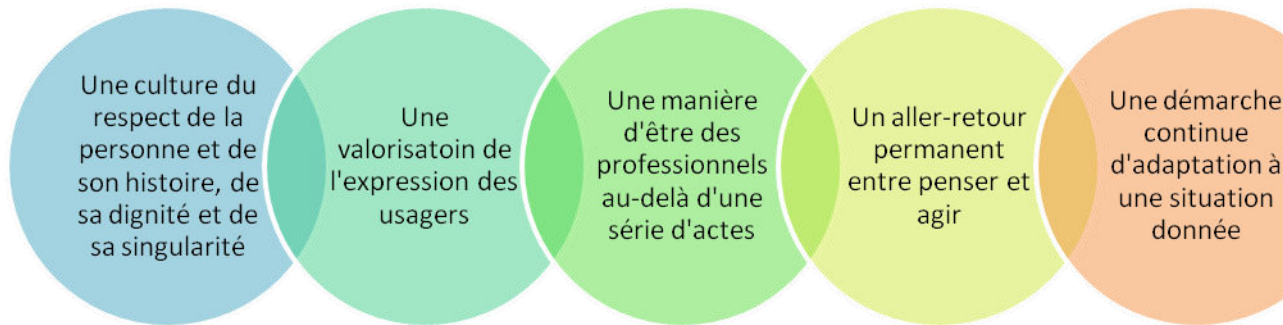 Une culture du
respect de la
personne et de
son histoire, de
sa dignité et de
sa singularité
Une
valorisatoin de
l'expression des
usagers
Une manière
d'être des
professionnels
au-delà d'une
série d'actes
Un aller-retour
permanent
entre penser et
agir
Une démarche
continue
d'adaptation à
une situation
donnée